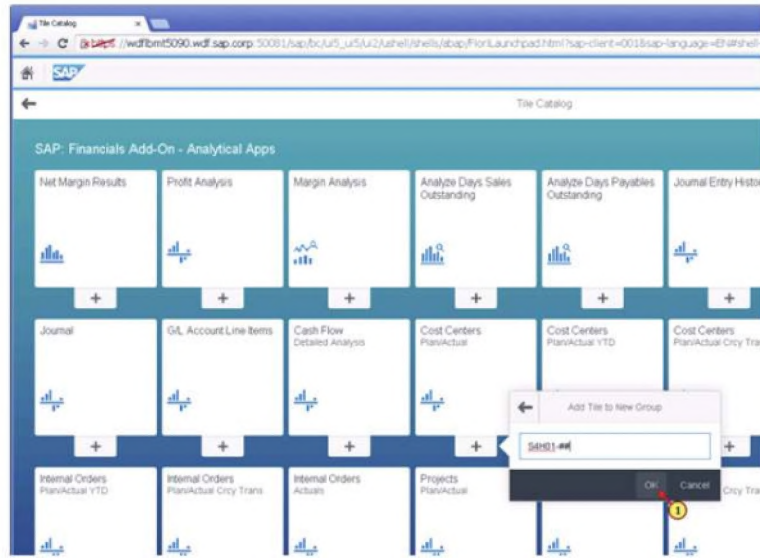 Tile Catalog
https://wdflbmt5090.wdf.sap.corp:50081/sap/bc/ui5_ui5/ui2/ushell/shells/abap/FioriLaunchpad.html?sap-client=001&sap-language=EN#Shell-
SAP
Tile Catalog
SAP: Financials Add-On - Analytical Apps
Net Margin Results
Profit Analysis
Margin Analysis
Analyze Days Sales Outstanding
Analyze Days Payables Outstanding
Journal Entry Histo
Journal
G/L Account Line Items
Cash Flow
Detailed Analysis
Cost Centers
Plan/Actual
Cost Centers
Plan/Actual YTD
Cost Centers
Plan/Actual Crcy Tra
Add Tile to New Group
S4H01-##
OK
Cancel
1
Internal Orders
Plan/Actual YTD
Internal Orders
Plan/Actual Crcy Trans
Internal Orders
Actuals
Projects
Plan/Actual
Crcy Tra